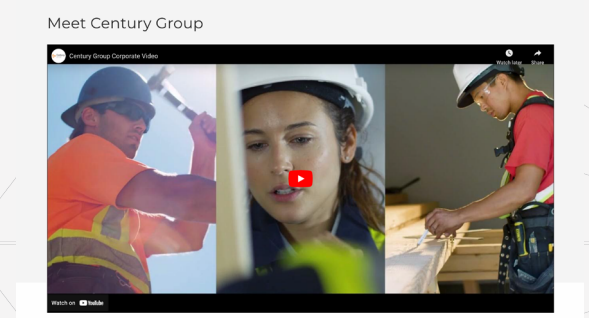 Meet Century Group
Century Group Corporate Video
Watch later
Share
Watch on YouTube